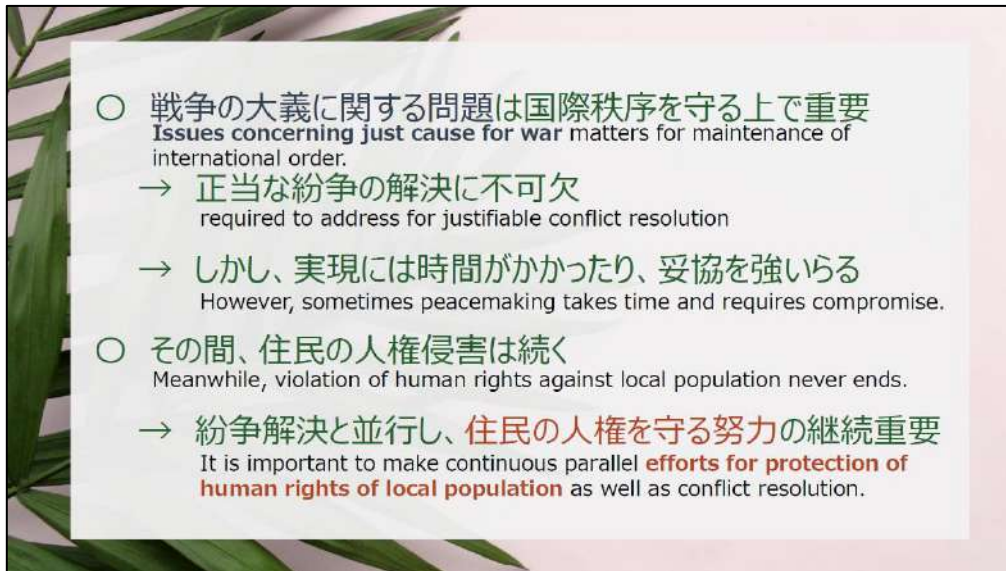 〇 戦争の大義に関する問題は国際秩序を守る上で重要
Issues concerning just cause for war matters for maintenance of
international order.
→ 正当な紛争の解決に不可欠
required to address for justifiable conflict resolution
→ しかし、実現には時間がかかったり、妥協を強いらる
However, sometimes peacemaking takes time and requires compromise.
〇 その間、住民の人権侵害は続く
Meanwhile, violation of human rights against local population never ends.
→ 紛争解決と並行し、住民の人権を守る努力の継続重要
It is important to make continuous parallel efforts for protection of
human rights of local population as well as conflict resolution.